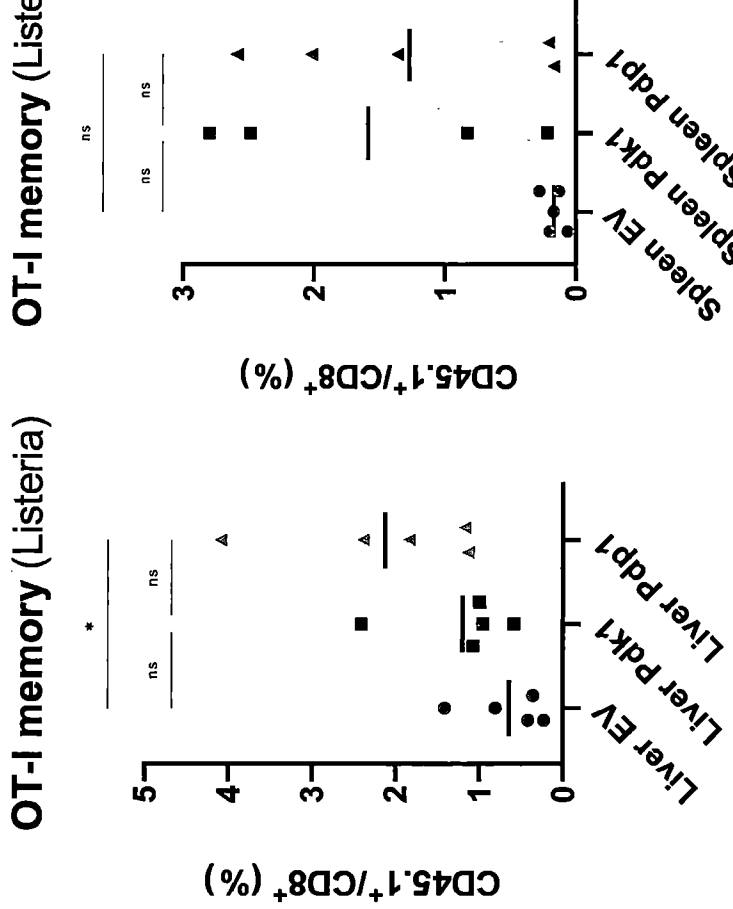 OT-I memory (Listeria)
*
ns
ns
CD45.1+/CD8+ (%)
5
4
3
2
1
0
Liver EV
Liver Pdk1
Liver Pdp1
OT-I memory (Liste
ns
ns
ns
CD45.1+/CD8+ (%)
3
2
1
0
Spleen EV
Spleen Pdk1
Spleen Pdp1